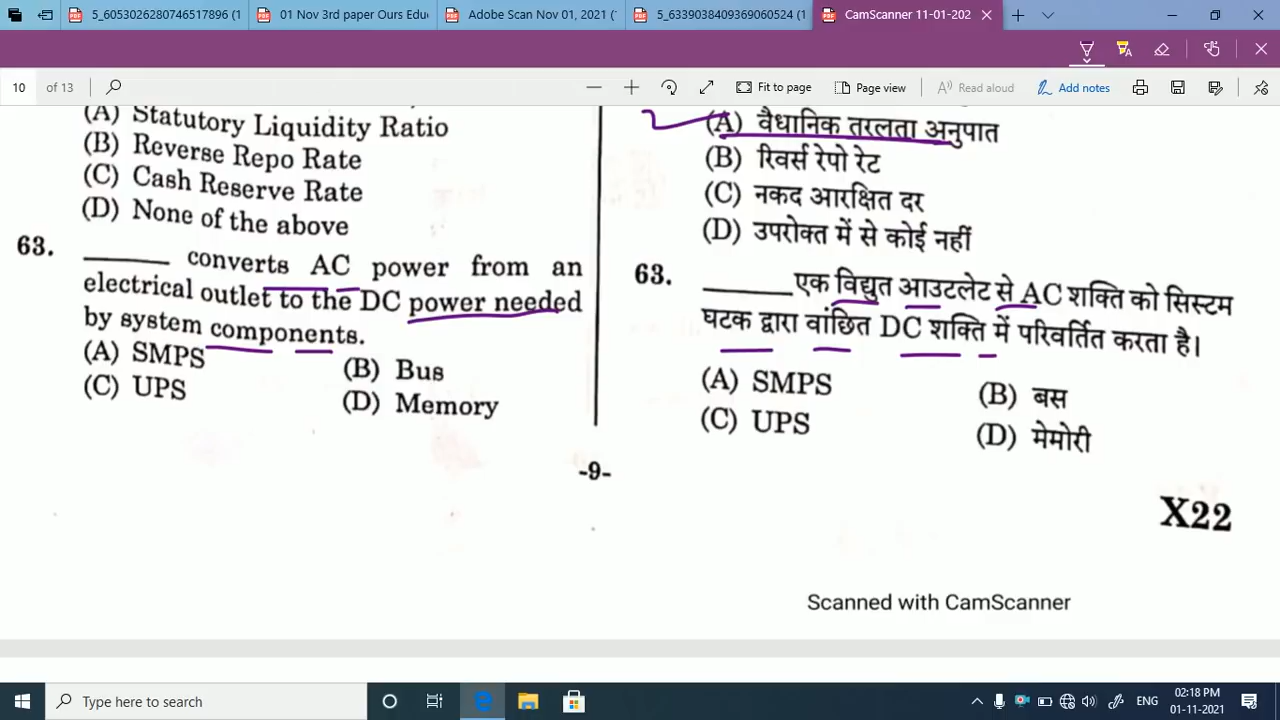 5_6053026280746517896 (1
01 Nov 3rd paper Ours Edu
Adobe Scan Nov 01, 2021 (
5_6339038409369060524 (1
CamScanner 11-01-202
10 of 13
Fit to page
Page view
Read aloud
Add notes
(A) Statutory Liquidity Ratio
(B) Reverse Repo Rate
(C) Cash Reserve Rate
(D) None of the above
63. ______ converts AC power from an
electrical outlet to the DC power needed
by system components.
(A) SMPS (B) Bus
(C) UPS (D) Memory
(A) वैधानिक तरलता अनुपात
(B) रिवर्स रेपो रेट
(C) नकद आरक्षित दर
(D) उपरोक्त में से कोई नहीं
63. ______ एक विद्युत आउटलेट से AC शक्ति को सिस्टम
घटक द्वारा वांछित DC शक्ति में परिवर्तित करता है।
(A) SMPS (B) बस
(C) UPS (D) मेमोरी
-9-
X22
Scanned with CamScanner
Type here to search
ENG
02:18 PM
01-11-2021